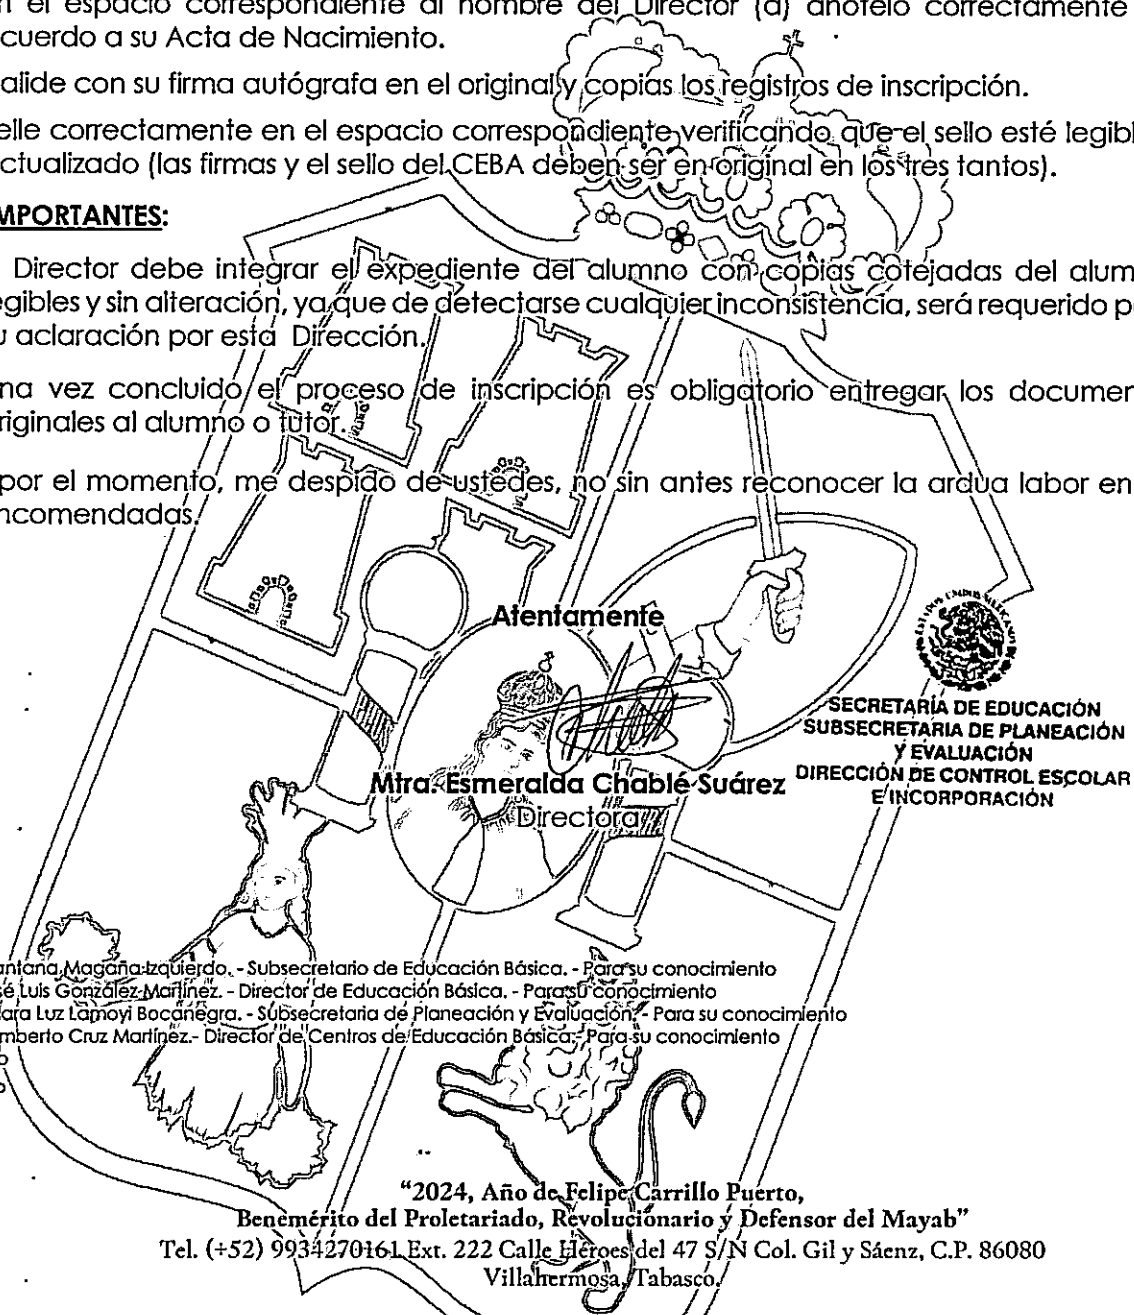 n el espacio correspondiente al nombre del Director (a) anótelo correctamente
cuerdo a su Acta de Nacimiento.
alide con su firma autógrafa en el original y copias los registros de inscripción.
elle correctamente en el espacio correspondiente verificando que el sello esté legibl
ctualizado (las firmas y el sello del CEBA deben ser en original en los tres tantos).
MPORTANTES:
Director debe integrar el expediente del alumno con copias cotejadas del alum
gibles y sin alteración, ya que de detectarse cualquier inconsistencia, será requerido p
u aclaración por está Dirección.
na vez concluido el proceso de inscripción es obligatorio entregar los documen
riginales al alumno o tutor.
por el momento, me despido de ustedes, no sin antes reconocer la ardua labor en
ncomendadas.
Atentamente
ESTADOS UNIDOS MEXICANOS
SECRETARÍA DE EDUCACIÓN
SUBSECRETARIA DE PLANEACIÓN
Y EVALUACIÓN
DIRECCIÓN DE CONTROL ESCOLAR
E INCORPORACIÓN
Mtra. Esmeralda Chablé Suárez
Directora
antana Magaña Izquierdo. - Subsecretario de Educación Básica. - Para su conocimiento
sé Luis González Martínez. - Director de Educación Básica. - Para su conocimiento
ara Luz Lamoyi Bocanegra. - Subsecretaria de Planeación y Evaluación. - Para su conocimiento
mberto Cruz Martínez.- Director de Centros de Educación Básica.- Para su conocimiento
o
o
"2024, Año de Felipe Carrillo Puerto,
Benemérito del Proletariado, Revolucionario y Defensor del Mayab"
Tel. (+52) 9934270161 Ext. 222 Calle Héroes del 47 S/N Col. Gil y Sáenz, C.P. 86080
Villahermosa, Tabasco.